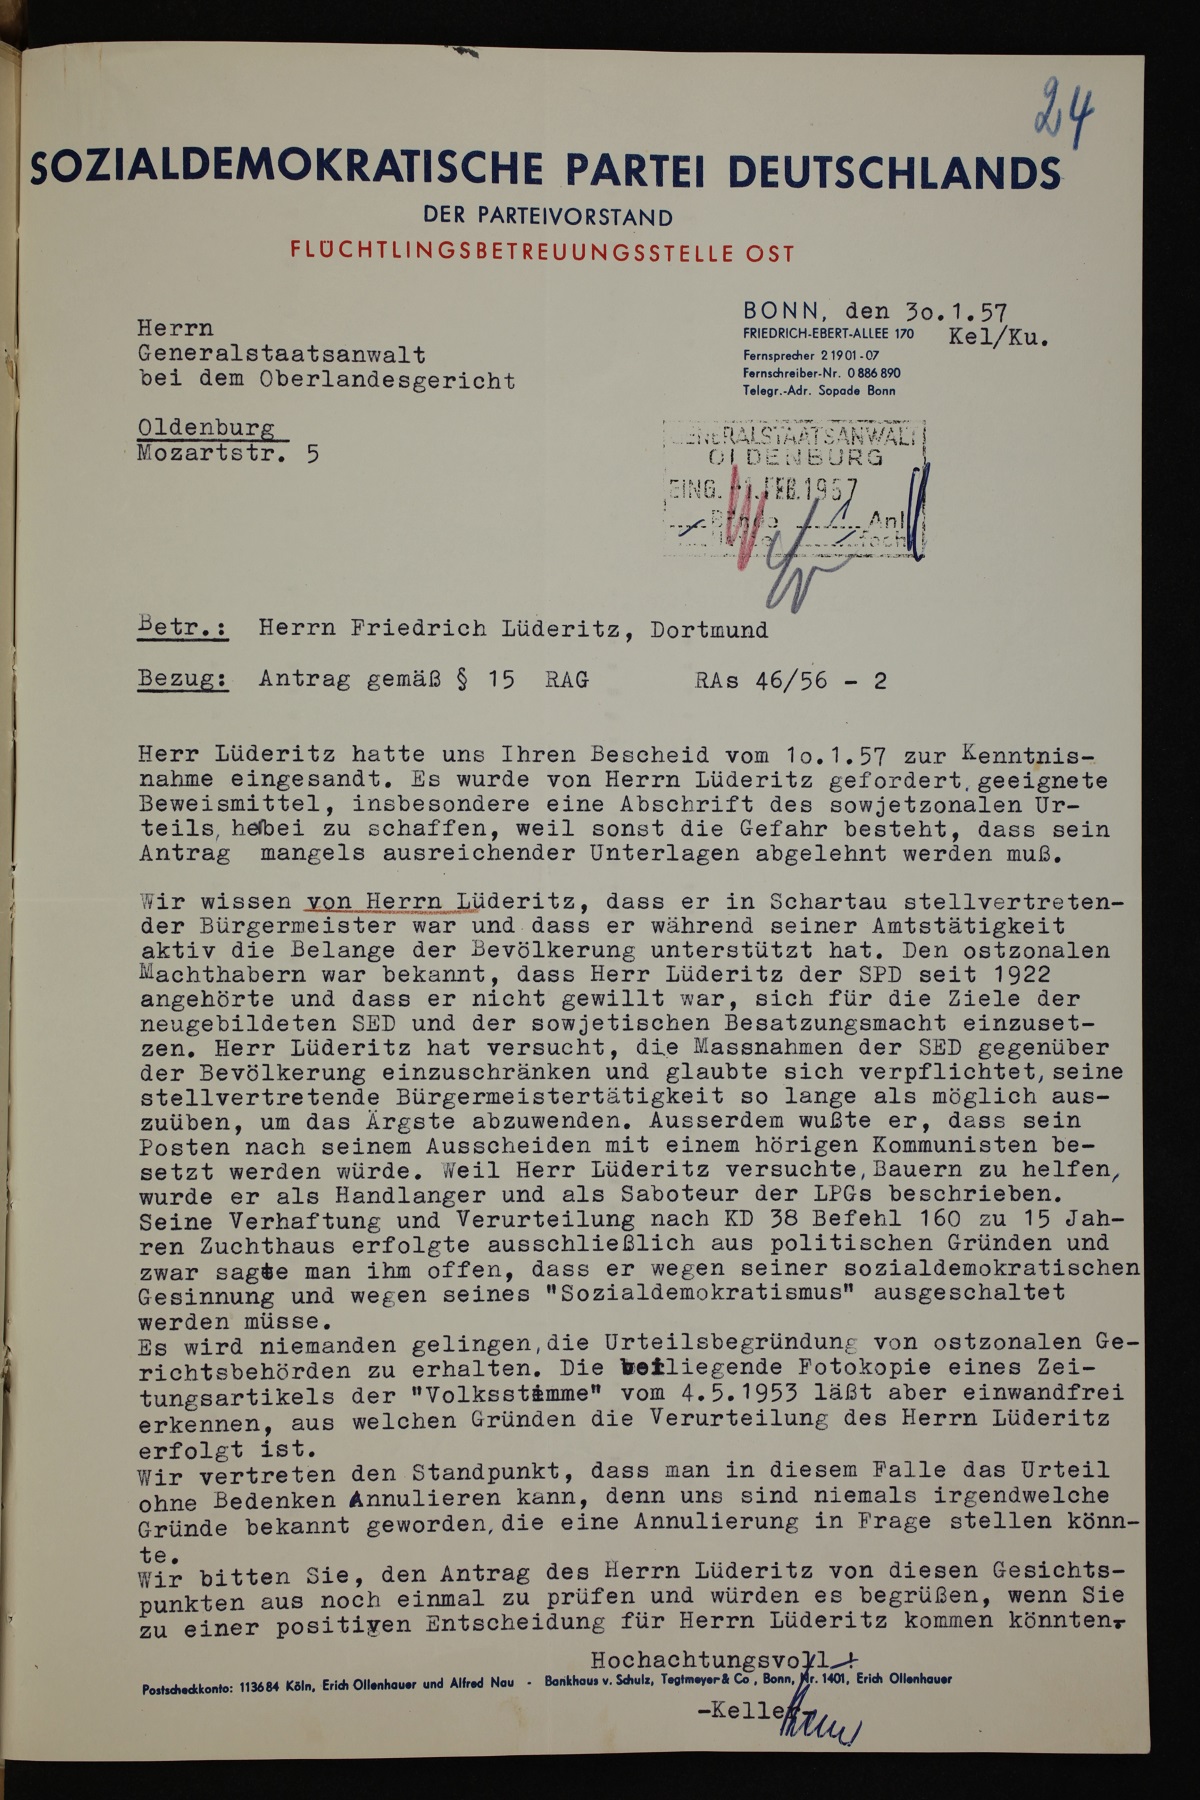 24
SOZIALDEMOKRATISCHE PARTEI DEUTSCHLANDS
DER PARTEIVORSTAND
FLÜCHTLINGSBETREUUNGSSTELLE OST
BONN, den 3o.1.57
FRIEDRICH-EBERT-ALLEE 170 Kel/Ku.
Fernsprecher 2 19 01 - 07
Fernschreiber-Nr. 0 886 890
Telegr.-Adr. Sopade Bonn
Herrn
Generalstaatsanwalt
bei dem Oberlandesgericht
Oldenburg
Mozartstr. 5
GENERALSTAATSANWALT
OLDENBURG
EING. -1. FEB. 1957
Bände 1 Anl
fach
Betr.: Herrn Friedrich Lüderitz, Dortmund
Bezug: Antrag gemäß § 15 RAG RAs 46/56 - 2
Herr Lüderitz hatte uns Ihren Bescheid vom 1o.1.57 zur Kenntnis-
nahme eingesandt. Es wurde von Herrn Lüderitz gefordert, geeignete
Beweismittel, insbesondere eine Abschrift des sowjetzonalen Ur-
teils, herbei zu schaffen, weil sonst die Gefahr besteht, dass sein
Antrag mangels ausreichender Unterlagen abgelehnt werden muß.
Wir wissen von Herrn Lüderitz, dass er in Schartau stellvertreten-
der Bürgermeister war und dass er während seiner Amtstätigkeit
aktiv die Belange der Bevölkerung unterstützt hat. Den ostzonalen
Machthabern war bekannt, dass Herr Lüderitz der SPD seit 1922
angehörte und dass er nicht gewillt war, sich für die Ziele der
neugebildeten SED und der sowjetischen Besatzungsmacht einzuset-
zen. Herr Lüderitz hat versucht, die Massnahmen der SED gegenüber
der Bevölkerung einzuschränken und glaubte sich verpflichtet, seine
stellvertretende Bürgermeistertätigkeit so lange als möglich aus-
zuüben, um das Ärgste abzuwenden. Ausserdem wußte er, dass sein
Posten nach seinem Ausscheiden mit einem hörigen Kommunisten be-
setzt werden würde. Weil Herr Lüderitz versuchte, Bauern zu helfen,
wurde er als Handlanger und als Saboteur der LPGs beschrieben.
Seine Verhaftung und Verurteilung nach KD 38 Befehl 160 zu 15 Jah-
ren Zuchthaus erfolgte ausschließlich aus politischen Gründen und
zwar sagte man ihm offen, dass er wegen seiner sozialdemokratischen
Gesinnung und wegen seines "Sozialdemokratismus" ausgeschaltet
werden müsse.
Es wird niemanden gelingen, die Urteilsbegründung von ostzonalen Ge-
richtsbehörden zu erhalten. Die beiliegende Fotokopie eines Zei-
tungsartikels der "Volksstimme" vom 4.5.1953 läßt aber einwandfrei
erkennen, aus welchen Gründen die Verurteilung des Herrn Lüderitz
erfolgt ist.
Wir vertreten den Standpunkt, dass man in diesem Falle das Urteil
ohne Bedenken Annulieren kann, denn uns sind niemals irgendwelche
Gründe bekannt geworden, die eine Annulierung in Frage stellen könn-
te.
Wir bitten Sie, den Antrag des Herrn Lüderitz von diesen Gesichts-
punkten aus noch einmal zu prüfen und würden es begrüßen, wenn Sie
zu einer positiven Entscheidung für Herrn Lüderitz kommen könnten.
Hochachtungsvoll
Postscheckkonto: 1136 84 Köln, Erich Ollenhauer und Alfred Nau - Bankhaus v. Schulz, Tegtmeyer & Co, Bonn, Nr. 1401, Erich Ollenhauer
-Keller-